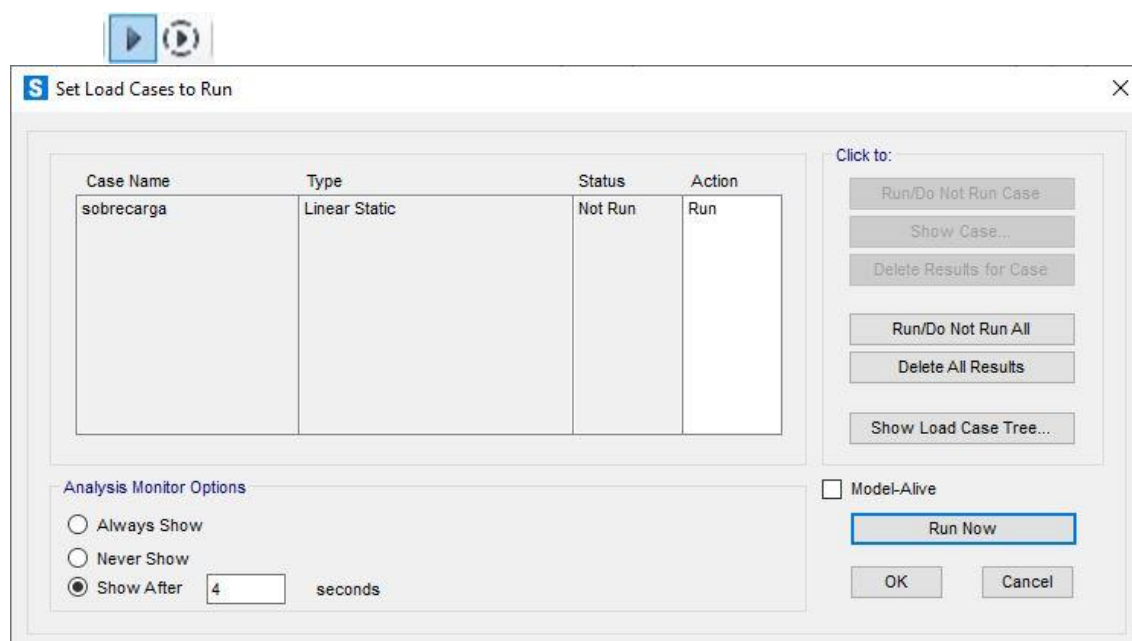 S Set Load Cases to Run
Click to:
Case Name Type Status Action
sobrecarga Linear Static Not Run Run
Run/Do Not Run Case
Show Case...
Delete Results for Case
Run/Do Not Run All
Delete All Results
Show Load Case Tree...
Analysis Monitor Options
Always Show
Never Show
Show After 4 seconds
Model-Alive
Run Now
OK Cancel